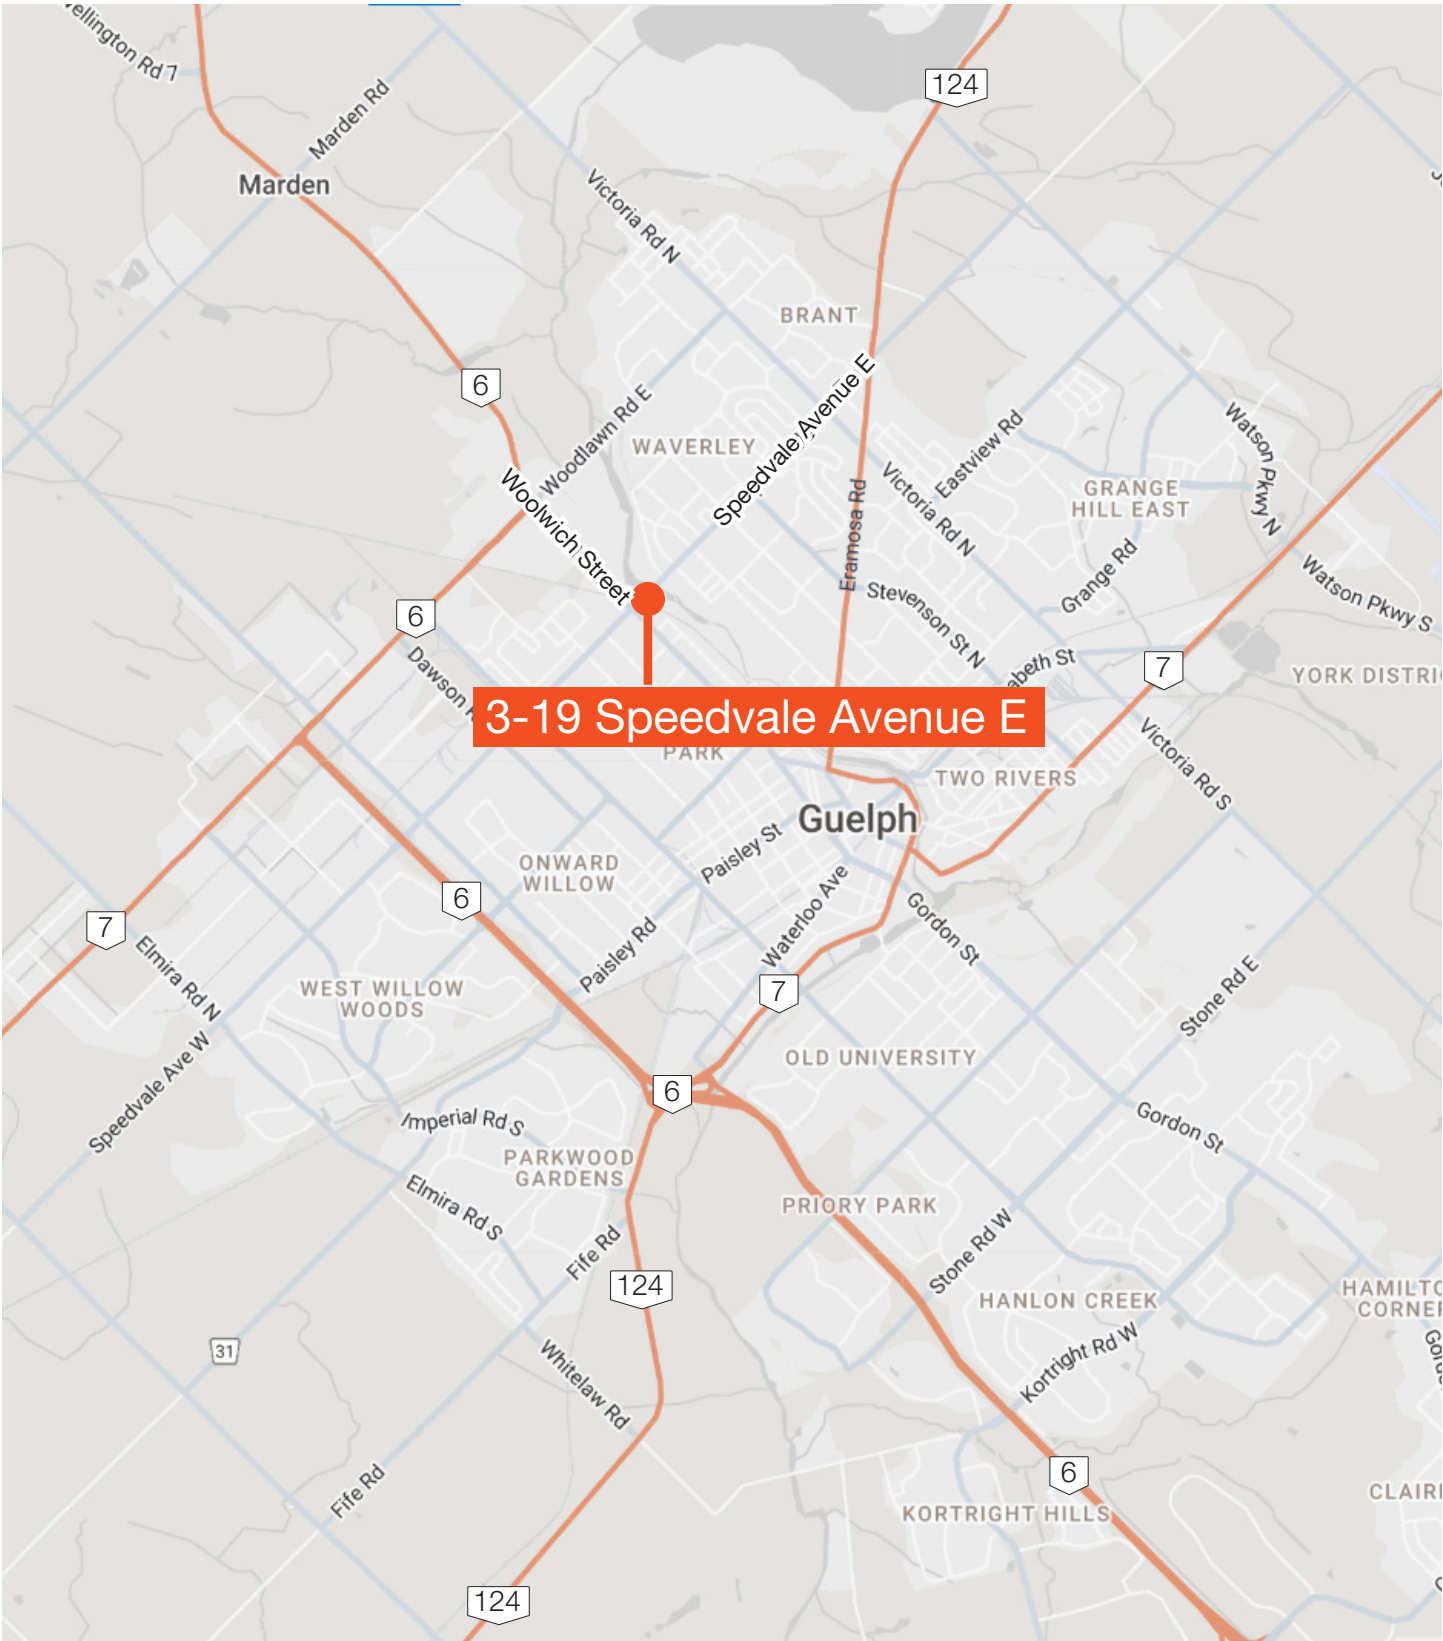 Wellington Rd 7
Marden Rd
Marden
124
Victoria Rd N
BRANT
6
Woodlawn Rd E
WAVERLEY
Speedvale Avenue E
Eastview Rd
Watson Pkwy N
GRANGE
HILL EAST
Woolwich Street
Victoria Rd N
Eramosa Rd
Stevenson St N
Grange Rd
Watson Pkwy S
6
Dawson
abeth St
7
YORK DISTRI
3-19 Speedvale Avenue E
PARK
Victoria Rd S
TWO RIVERS
Guelph
Paisley St
ONWARD
WILLOW
6
Waterloo Ave
Gordon St
7
Elmira Rd N
Paisley Rd
WEST WILLOW
WOODS
7
Stone Rd E
Speedvale Ave W
OLD UNIVERSITY
6
Imperial Rd S
Gordon St
PARKWOOD
GARDENS
Elmira Rd S
PRIORY PARK
Fife Rd
Stone Rd W
124
HANLON CREEK
HAMILTO
CORNER
31
Whitelaw Rd
Kortright Rd W
Gord
6
Fife Rd
CLAIR
KORTRIGHT HILLS
124